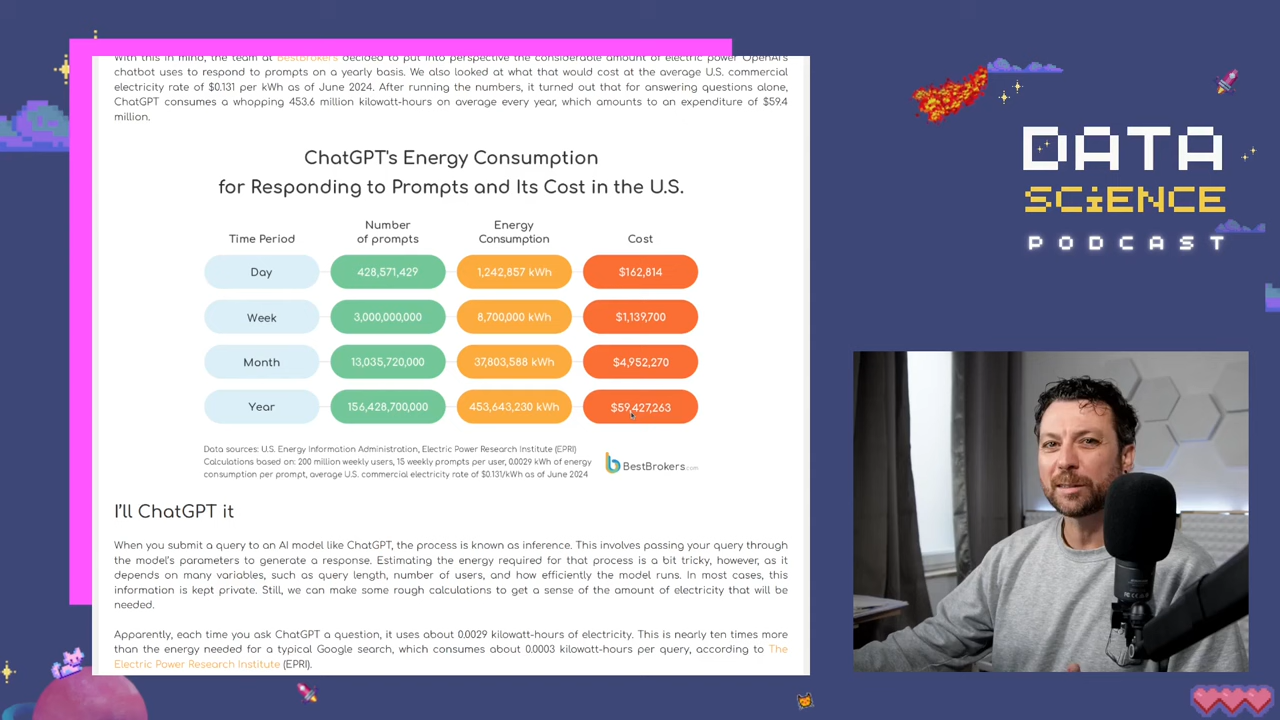 With this in mind, the team at BestBrokers decided to put into perspective the considerable amount of electric power OpenAI's
chatbot uses to respond to prompts on a yearly basis. We also looked at what that would cost at the average U.S. commercial
electricity rate of $0.131 per kWh as of June 2024. After running the numbers, it turned out that for answering questions alone,
ChatGPT consumes a whopping 453.6 million kilowatt-hours on average every year, which amounts to an expenditure of $59.4
million.
ChatGPT's Energy Consumption
for Responding to Prompts and Its Cost in the U.S.
Time Period Number of prompts Energy Consumption Cost
Day 428,571,429 1,242,857 kWh $162,814
Week 3,000,000,000 8,700,000 kWh $1,139,700
Month 13,035,720,000 37,803,588 kWh $4,952,270
Year 156,428,700,000 453,643,230 kWh $59,427,263
Data sources: U.S. Energy Information Administration, Electric Power Research Institute (EPRI)
Calculations based on: 200 million weekly users, 15 weekly prompts per user, 0.0029 kWh of energy
consumption per prompt, average U.S. commercial electricity rate of $0.131/kWh as of June 2024
BestBrokers.com
I'll ChatGPT it
When you submit a query to an AI model like ChatGPT, the process is known as inference. This involves passing your query through
the model's parameters to generate a response. Estimating the energy required for that process is a bit tricky, however, as it
depends on many variables, such as query length, number of users, and how efficiently the model runs. In most cases, this
information is kept private. Still, we can make some rough calculations to get a sense of the amount of electricity that will be
needed.
Apparently, each time you ask ChatGPT a question, it uses about 0.0029 kilowatt-hours of electricity. This is nearly ten times more
than the energy needed for a typical Google search, which consumes about 0.0003 kilowatt-hours per query, according to The
Electric Power Research Institute (EPRI).
DATA
SCiENCE
PODCAST